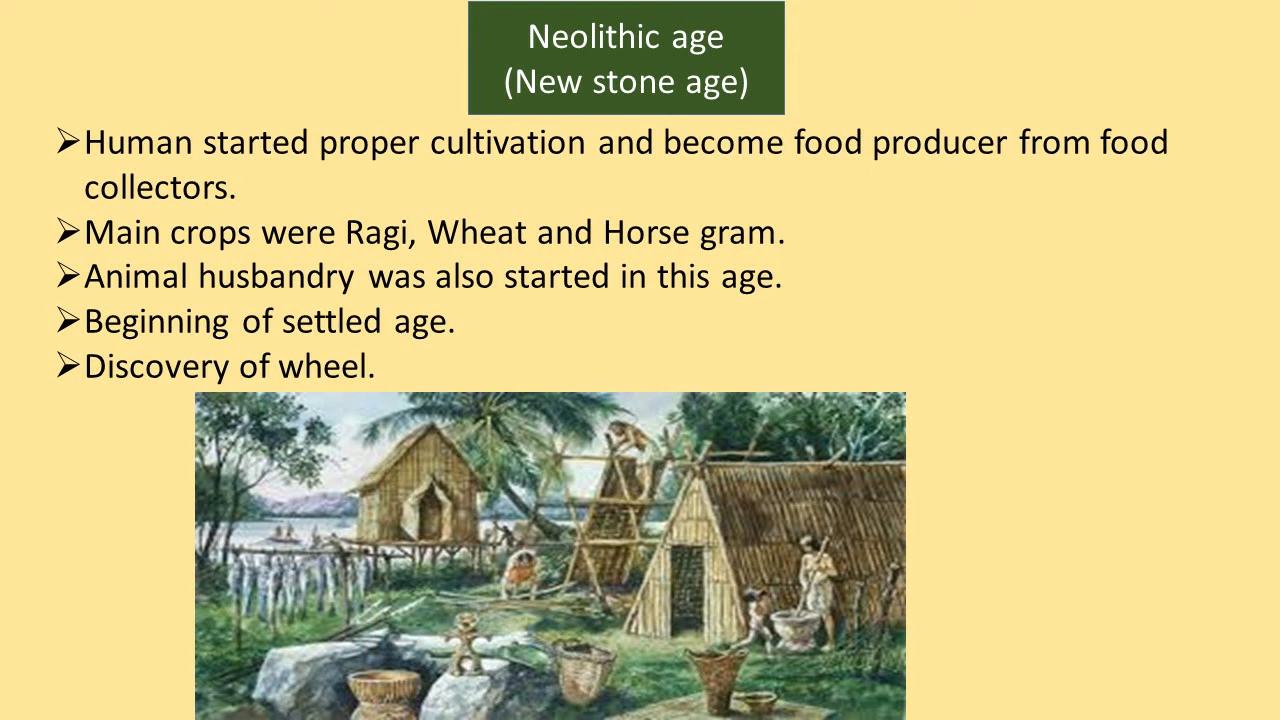 Neolithic age
(New stone age)
➢Human started proper cultivation and become food producer from food
collectors.
➢Main crops were Ragi, Wheat and Horse gram.
➢Animal husbandry was also started in this age.
➢Beginning of settled age.
➢Discovery of wheel.